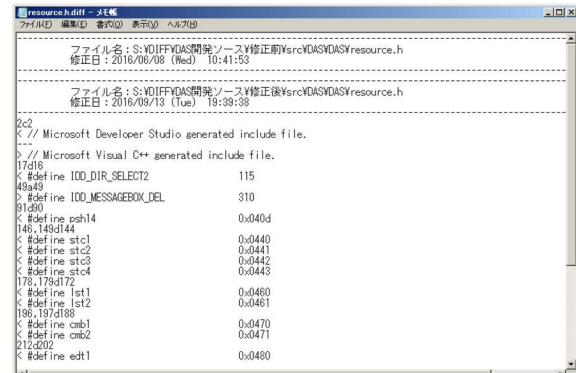 resource.h.diff - メモ帳
ファイル(F) 編集(E) 書式(O) 表示(V) ヘルプ(H)
--------------------------------------------------------------------------------
ファイル名：S:¥DIFF¥DAS開発ソース¥修正前¥src¥DAS¥DAS¥resource.h
修正日：2016/06/08 (Wed) 10:41:53
--------------------------------------------------------------------------------
--------------------------------------------------------------------------------
ファイル名：S:¥DIFF¥DAS開発ソース¥修正後¥src¥DAS¥DAS¥resource.h
修正日：2016/09/13 (Tue) 19:39:38
--------------------------------------------------------------------------------
2c2
< // Microsoft Developer Studio generated include file.
---
> // Microsoft Visual C++ generated include file.
17d16
< #define IDD_DIR_SELECT2 115
49a49
> #define IDD_MESSAGEBOX_DEL 310
91d90
< #define psh14 0x040d
146,149d144
< #define stc1 0x0440
< #define stc2 0x0441
< #define stc3 0x0442
< #define stc4 0x0443
178,179d172
< #define lst1 0x0460
< #define lst2 0x0461
196,197d188
< #define cmb1 0x0470
< #define cmb2 0x0471
212d202
< #define edt1 0x0480